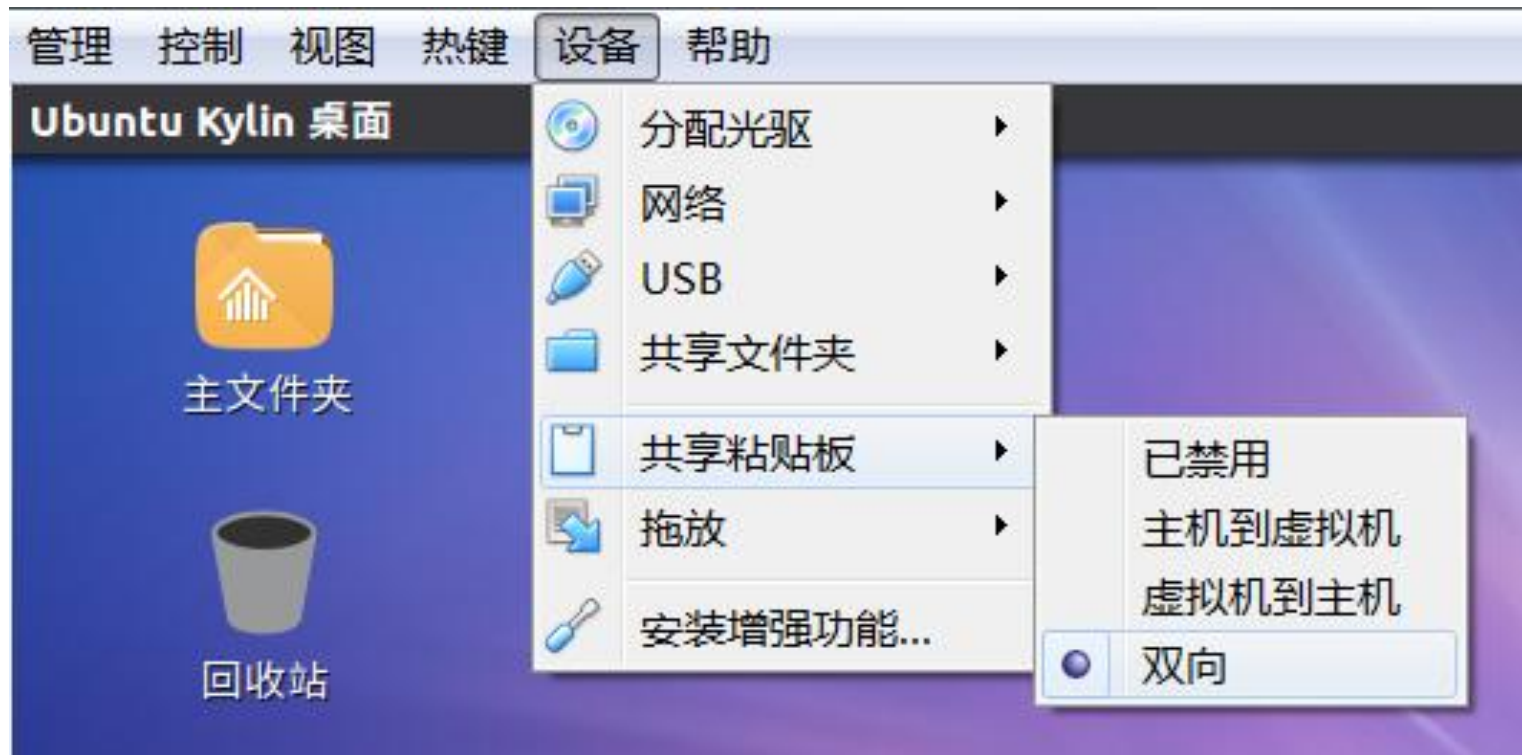 管理 控制 视图 热键 设备 帮助
Ubuntu Kylin 桌面
主文件夹
回收站
分配光驱
网络
USB
共享文件夹
共享粘贴板
拖放
安装增强功能...
已禁用
主机到虚拟机
虚拟机到主机
双向